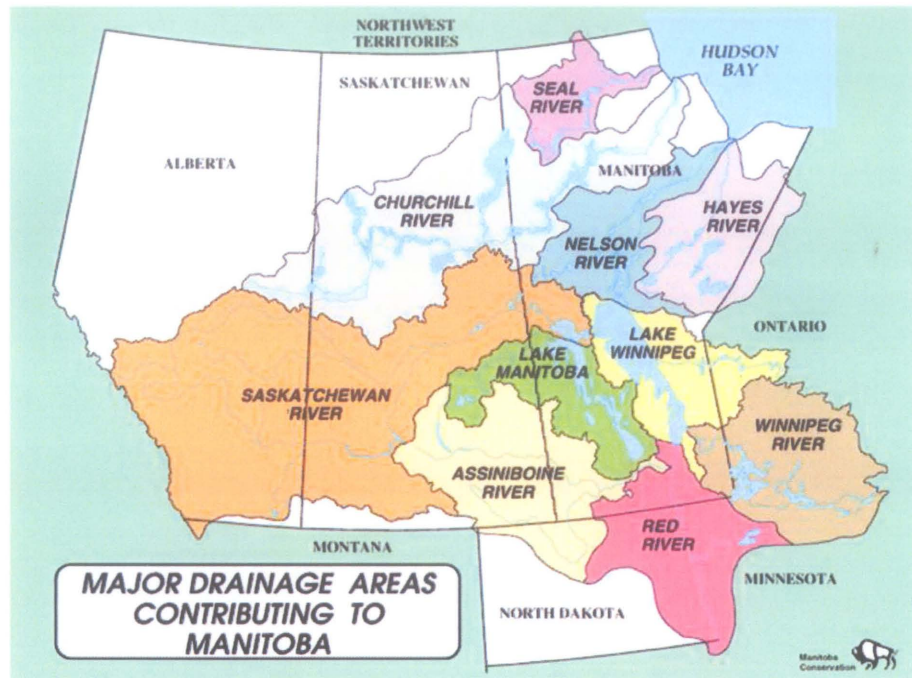 NORTHWEST
TERRITORIES
HUDSON
BAY
SASKATCHEWAN
SEAL
RIVER
ALBERTA
MANITOBA
CHURCHILL
RIVER
HAYES
RIVER
NELSON
RIVER
ONTARIO
LAKE
WINNIPEG
LAKE
MANITOBA
SASKATCHEWAN
RIVER
WINNIPEG
RIVER
ASSINIBOINE
RIVER
RED
RIVER
MONTANA
MINNESOTA
NORTH DAKOTA
MAJOR DRAINAGE AREAS
CONTRIBUTING TO
MANITOBA
Manitoba
Conservation